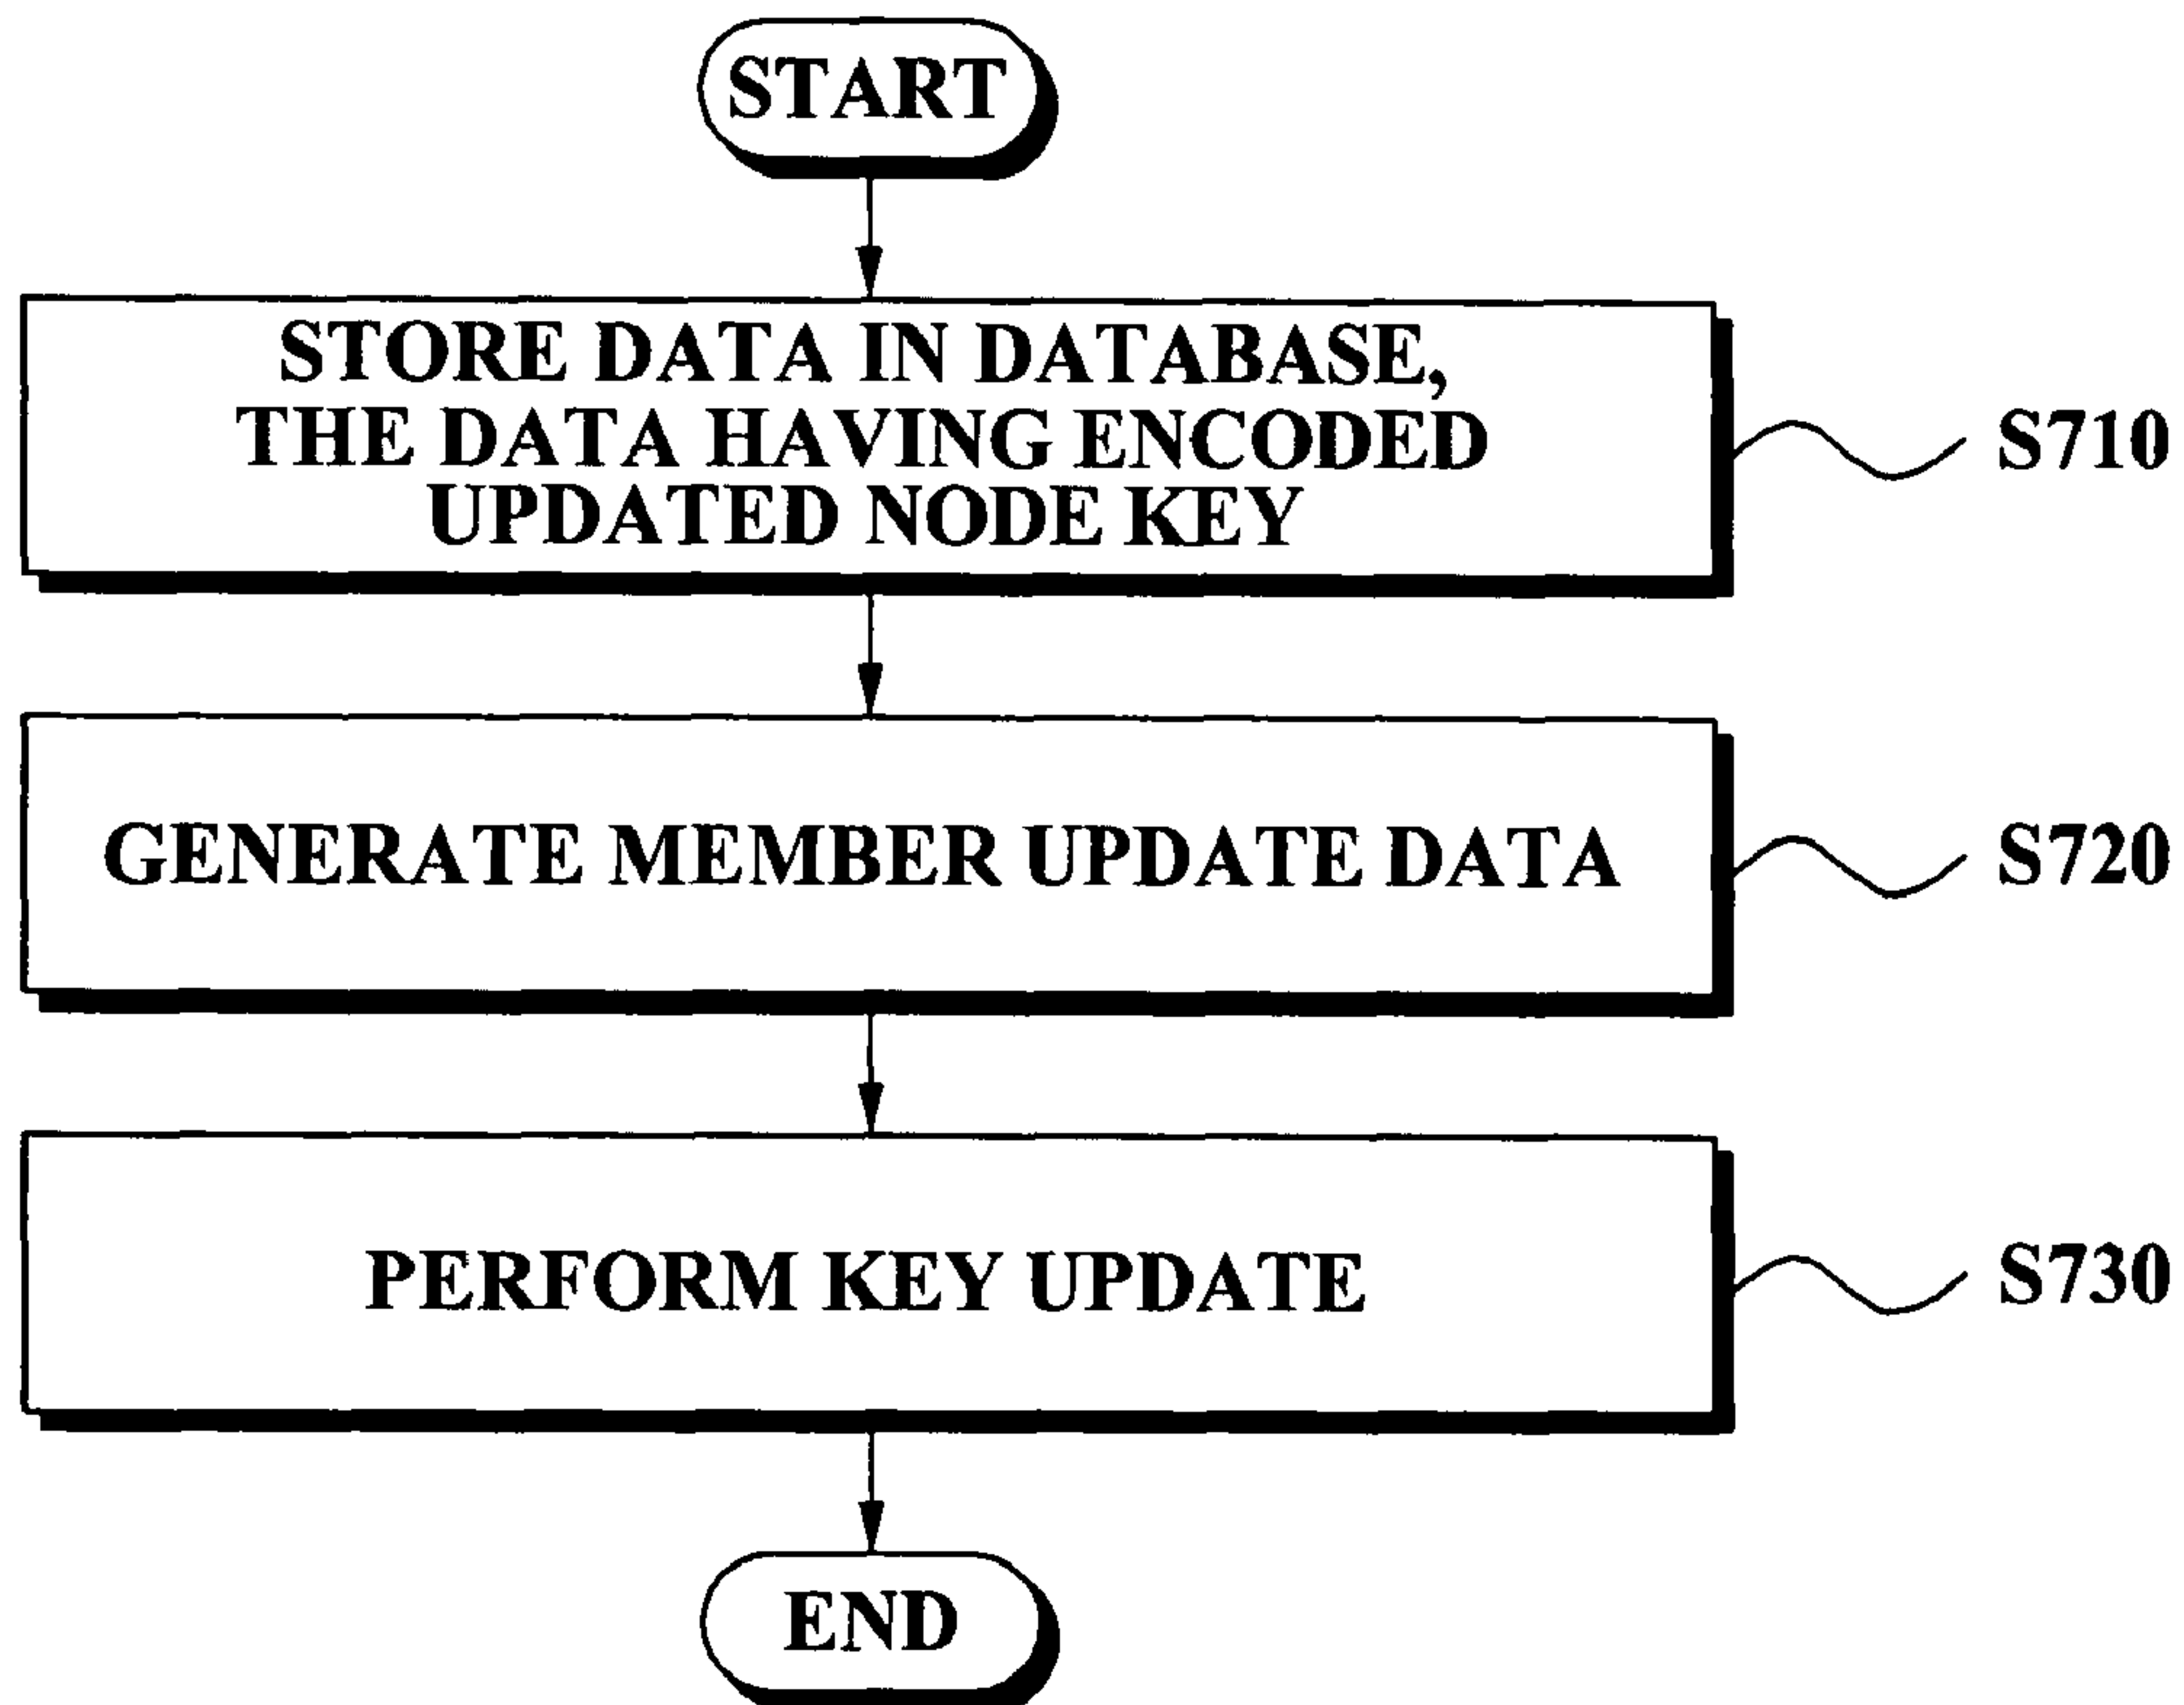 START
STORE DATA IN DATABASE,
THE DATA HAVING ENCODED
UPDATED NODE KEY
S710
GENERATE MEMBER UPDATE DATA
S720
PERFORM KEY UPDATE
S730
END